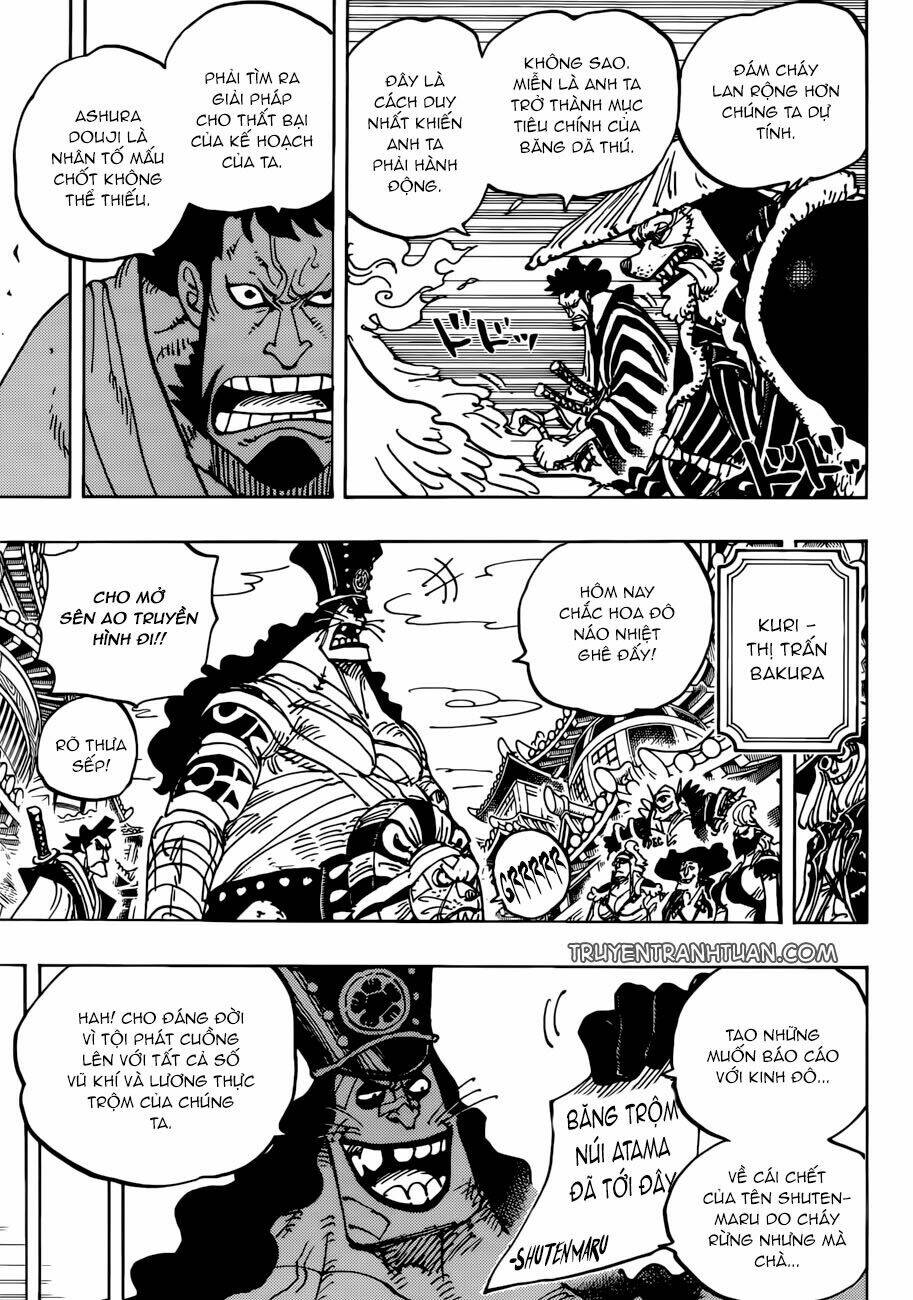 ĐÁM CHÁY
LAN RỘNG HƠN
CHÚNG TA DỰ
TÍNH.
KHÔNG SAO.
MIỄN LÀ ANH TA
TRỞ THÀNH MỤC
TIÊU CHÍNH CỦA
BĂNG DÃ THÚ.
ĐÂY LÀ
CÁCH DUY
NHẤT KHIẾN
ANH TA
PHẢI HÀNH
ĐỘNG.
ドドドッ
ドドッ
PHẢI TÌM RA
GIẢI PHÁP
CHO THẤT BẠI
CỦA KẾ HOẠCH
CỦA TA.
ASHURA
DOUJI LÀ
NHÂN TỐ MẤU
CHỐT KHÔNG
THỂ THIẾU.
KURI -
THỊ TRẤN
BAKURA
HÔM NAY
CHẮC HOA ĐÔ
NÁO NHIỆT
GHÊ ĐẤY!
CHO MỞ
SÊN AO TRUYỀN
HÌNH ĐI!!
RÕ THƯA
SẾP!
GRRRRR
TRUYENTRANHTUAN.COM
TAO NHỮNG
MUỐN BÁO CÁO
VỚI KINH ĐÔ...
VỀ CÁI CHẾT
CỦA TÊN SHUTEN-
MARU DO CHÁY
RỪNG NHƯNG MÀ
CHÀ...
BĂNG TRỘM
NÚI ATAMA
ĐÃ TỚI ĐÂY
-SHUTENMARU
HAH! CHO ĐÁNG ĐỜI
VÌ TỘI PHÁT CUỒNG
LÊN VỚI TẤT CẢ SỐ
VŨ KHÍ VÀ LƯƠNG THỰC
TRỘM CỦA CHÚNG
TA.